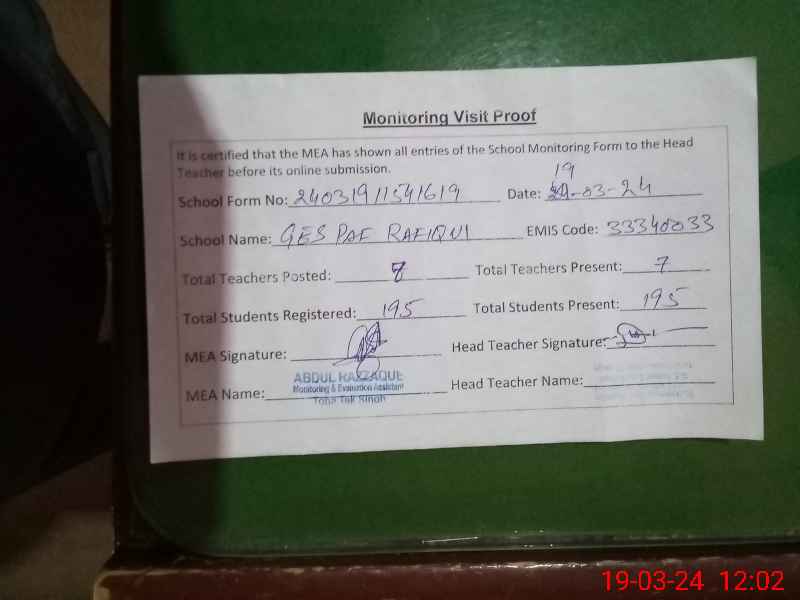 Monitoring Visit Proof
It is certified that the MEA has shown all entries of the School Monitoring Form to the Head
Teacher before its online submission.
School Form No: 24031911541619 Date: 19-03-24
School Name: GES PAF RAFIQUI EMIS Code: 33340033
Total Teachers Posted: 7 Total Teachers Present: 7
Total Students Registered: 195 Total Students Present: 195
MEA Signature: Head Teacher Signature:
MEA Name: Head Teacher Name:
ABDUL RAZZAQUE
Monitoring & Evaluation Assistant
Toba Tek Singh
19-03-24 12:02